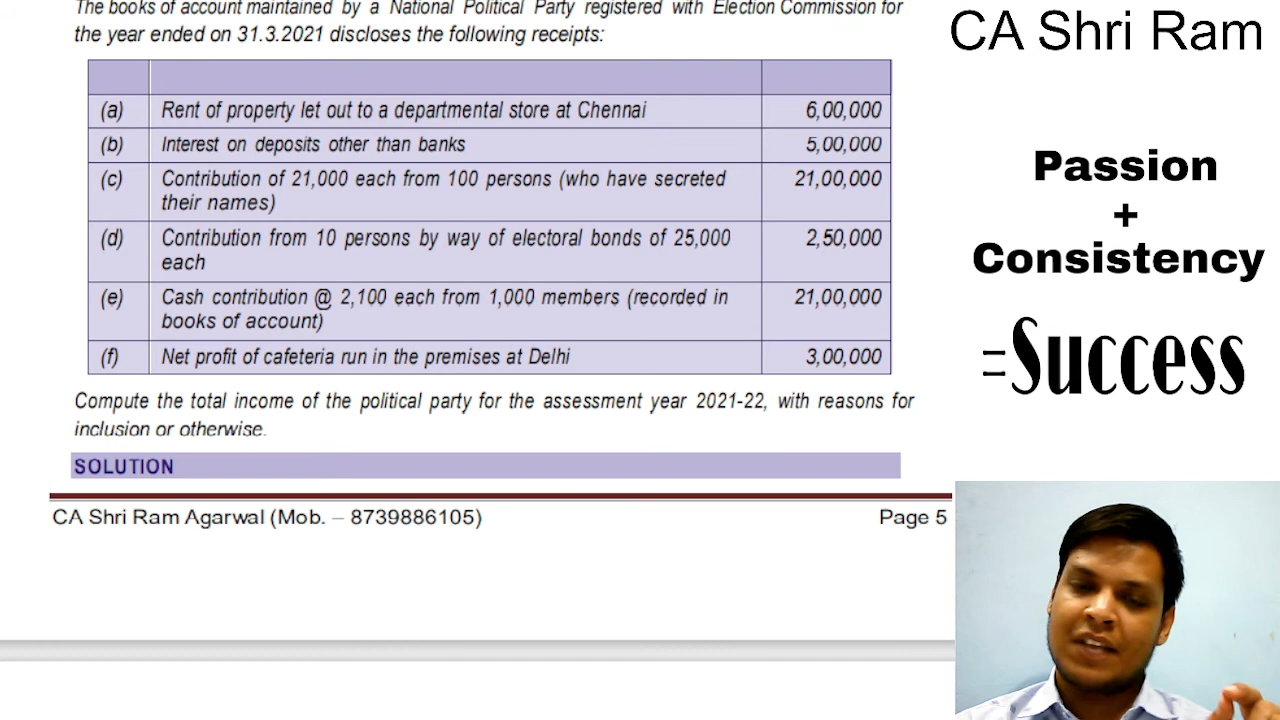 The books of account maintained by a National Political Party registered with Election Commission for
the year ended on 31.3.2021 discloses the following receipts:
(a) Rent of property let out to a departmental store at Chennai 6,00,000
(b) Interest on deposits other than banks 5,00,000
(c) Contribution of 21,000 each from 100 persons (who have secreted 21,00,000
their names)
(d) Contribution from 10 persons by way of electoral bonds of 25,000 2,50,000
each
(e) Cash contribution @ 2,100 each from 1,000 members (recorded in 21,00,000
books of account)
(f) Net profit of cafeteria run in the premises at Delhi 3,00,000
Compute the total income of the political party for the assessment year 2021-22, with reasons for
inclusion or otherwise.
SOLUTION
CA Shri Ram Agarwal (Mob. – 8739886105) Page 5
CA Shri Ram
Passion
+
Consistency
=Success